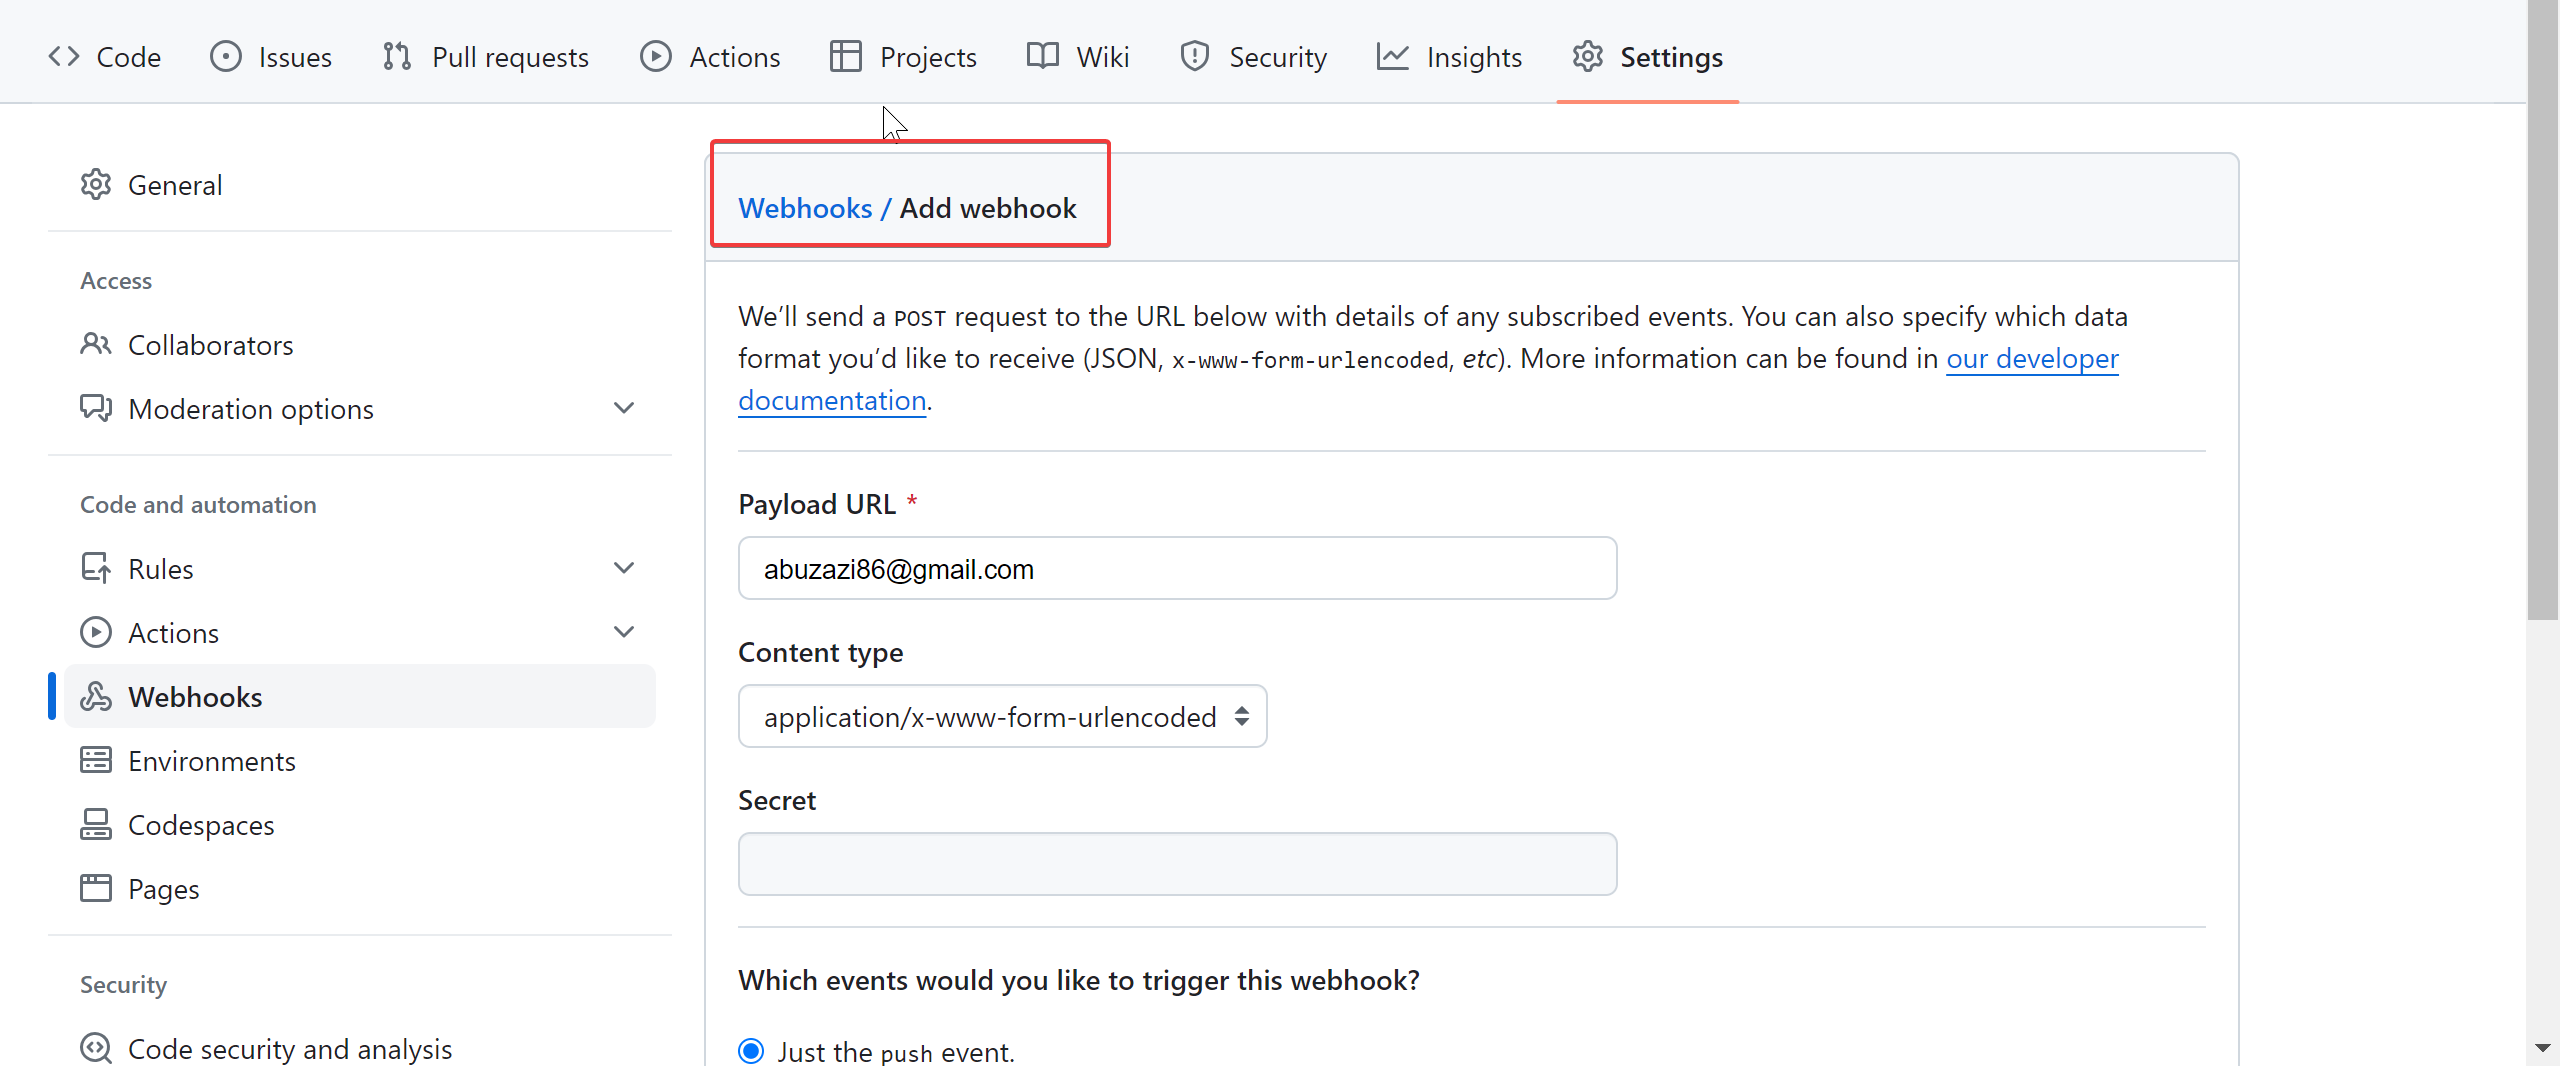 Code Issues Pull requests Actions Projects Wiki Security Insights Settings
General
Access
Collaborators
Moderation options
Code and automation
Rules
Actions
Webhooks
Environments
Codespaces
Pages
Security
Code security and analysis
Webhooks / Add webhook
We’ll send a POST request to the URL below with details of any subscribed events. You can also specify which data
format you’d like to receive (JSON, x-www-form-urlencoded, etc). More information can be found in our developer
documentation.
Payload URL *
abuzazi86@gmail.com
Content type
application/x-www-form-urlencoded
Secret
Which events would you like to trigger this webhook?
Just the push event.